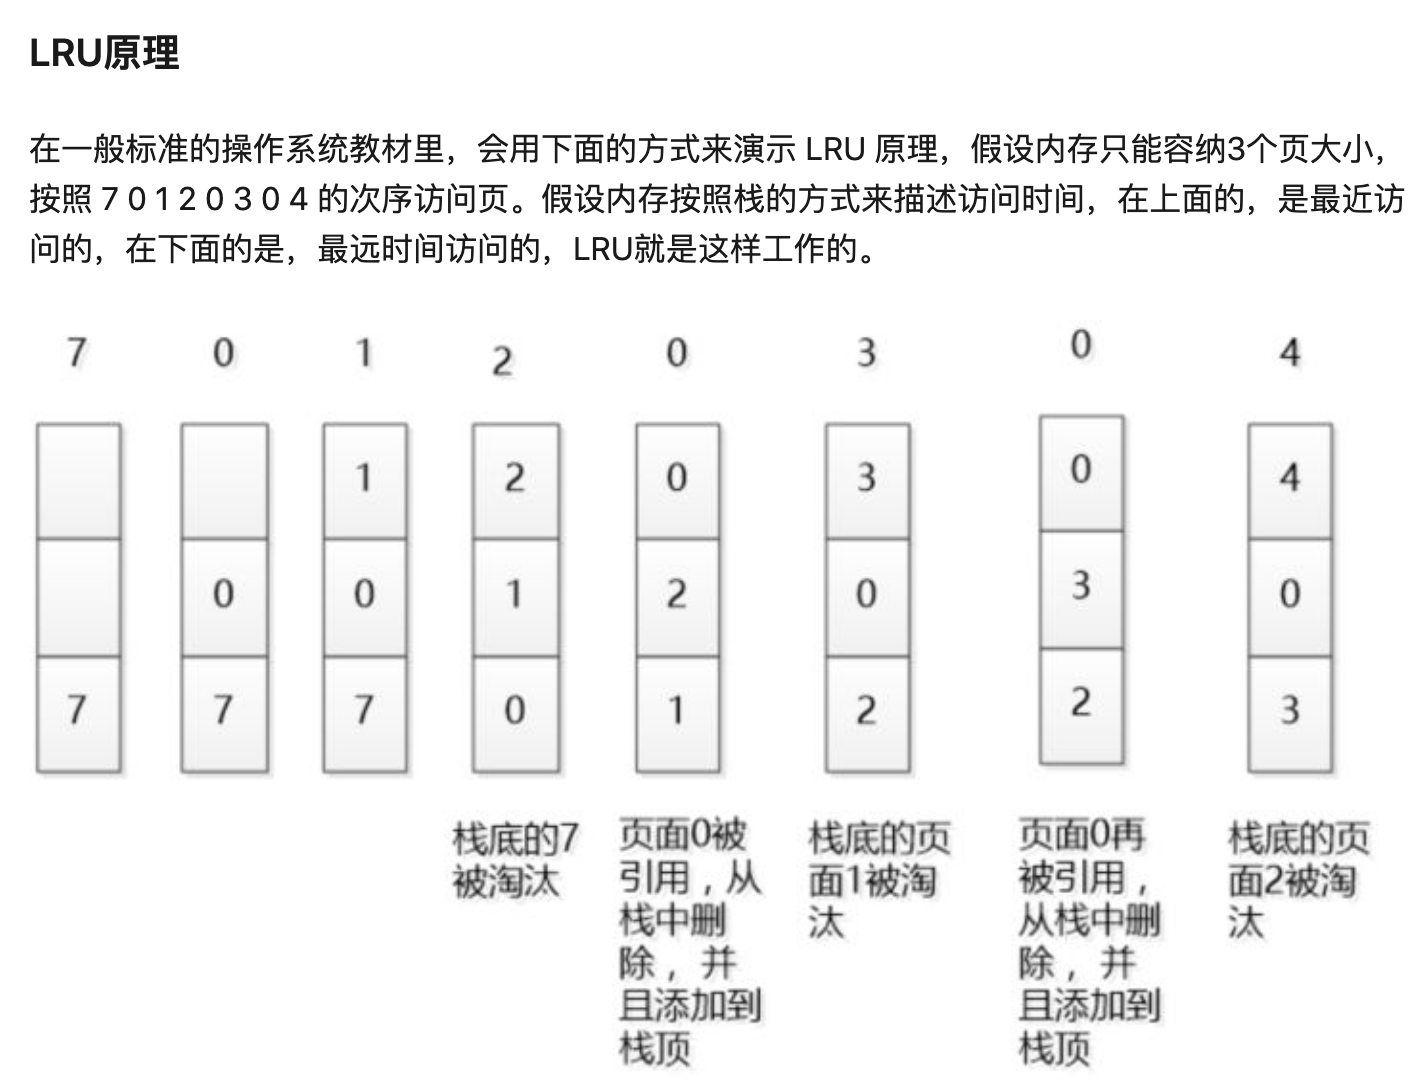 LRU原理
在一般标准的操作系统教材里，会用下面的方式来演示 LRU 原理，假设内存只能容纳3个页大小，
按照 7 0 1 2 0 3 0 4 的次序访问页。假设内存按照栈的方式来描述访问时间，在上面的，是最近访
问的，在下面的是，最远时间访问的，LRU就是这样工作的。
7 0 1 2 0 3 0 4
1 2 0 3 0 4
0 0 1 2 0 3 0
7 7 7 0 1 2 2 3
栈底的7
被淘汰
页面0被
引用，从
栈中删
除，并
且添加到
栈顶
栈底的页
面1被淘
汰
页面0再
被引用，
从栈中删
除，并
且添加到
栈顶
栈底的页
面2被淘
汰